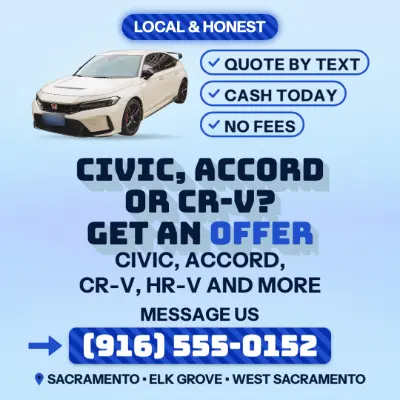 LOCAL & HONEST
QUOTE BY TEXT
CASH TODAY
NO FEES
CIVIC, ACCORD
OR CR-V?
GET AN OFFER
CIVIC, ACCORD,
CR-V, HR-V AND MORE
MESSAGE US
(916) 555-0152
SACRAMENTO • ELK GROVE • WEST SACRAMENTO